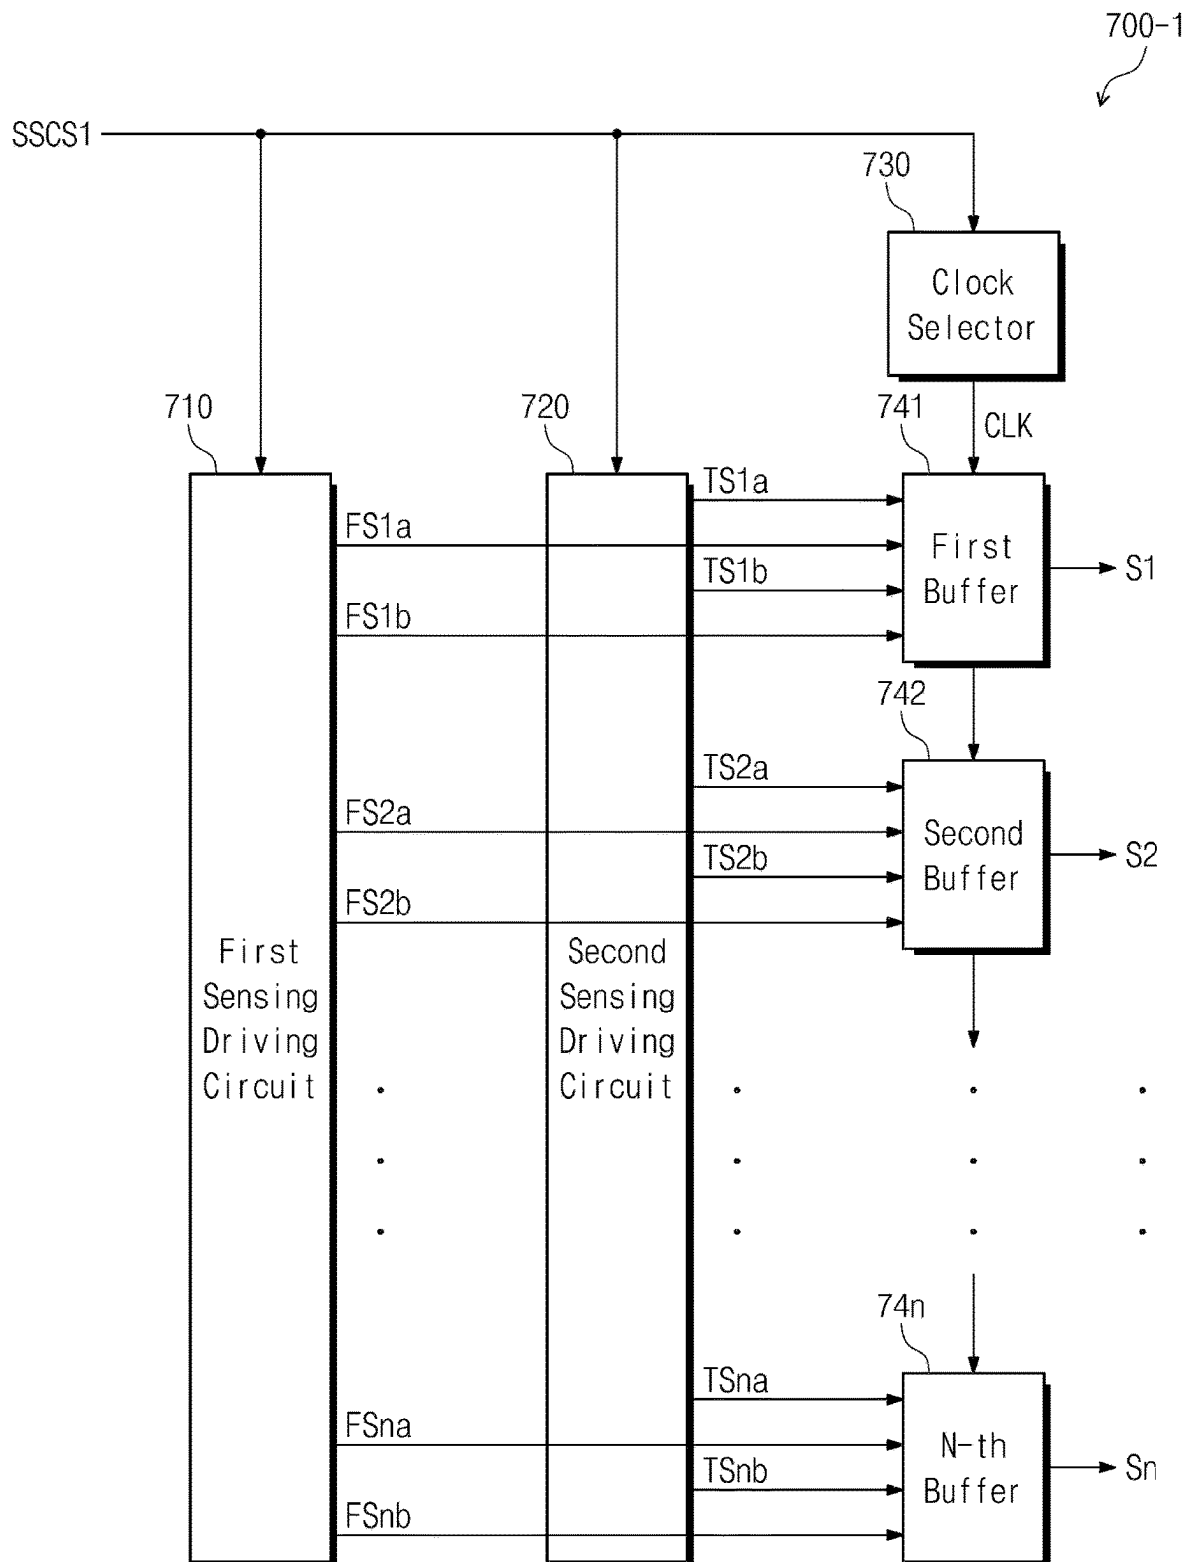 700-1
SSCS1
730
Clock
Selector
710
720
741
CLK
TS1a
FS1a
First
Buffer
S1
TS1b
FS1b
742
TS2a
FS2a
Second
Buffer
S2
TS2b
FS2b
First
Sensing
Driving
Circuit
Second
Sensing
Driving
Circuit
74n
TSna
FSna
N-th
Buffer
Sn
TSnb
FSnb